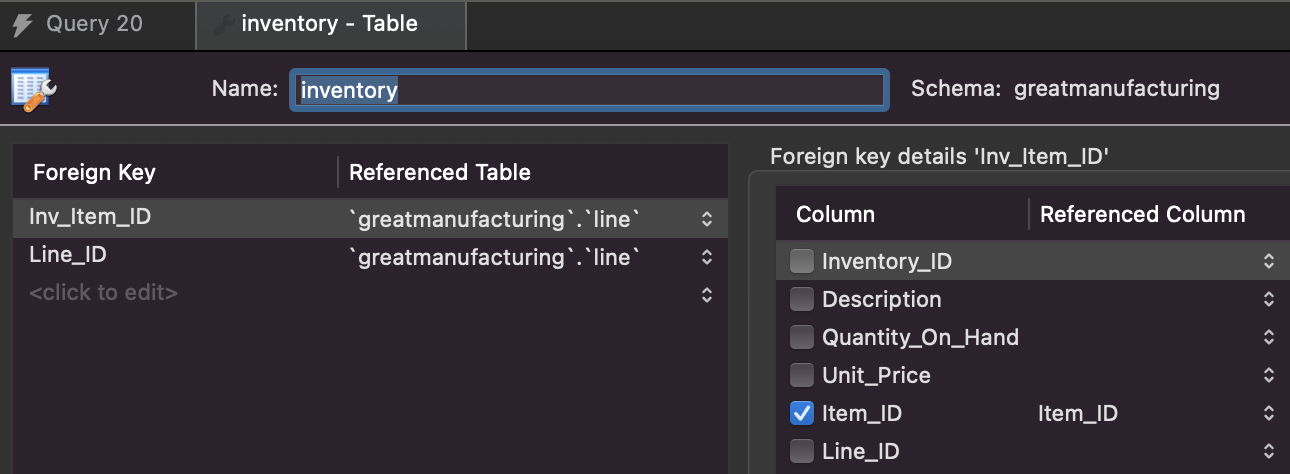 Query 20
inventory - Table
Name: inventory
Schema: greatmanufacturing
Foreign Key Referenced Table
Inv_Item_ID `greatmanufacturing`.`line`
Line_ID `greatmanufacturing`.`line`
<click to edit>
Foreign key details 'Inv_Item_ID'
Column Referenced Column
Inventory_ID
Description
Quantity_On_Hand
Unit_Price
Item_ID Item_ID
Line_ID